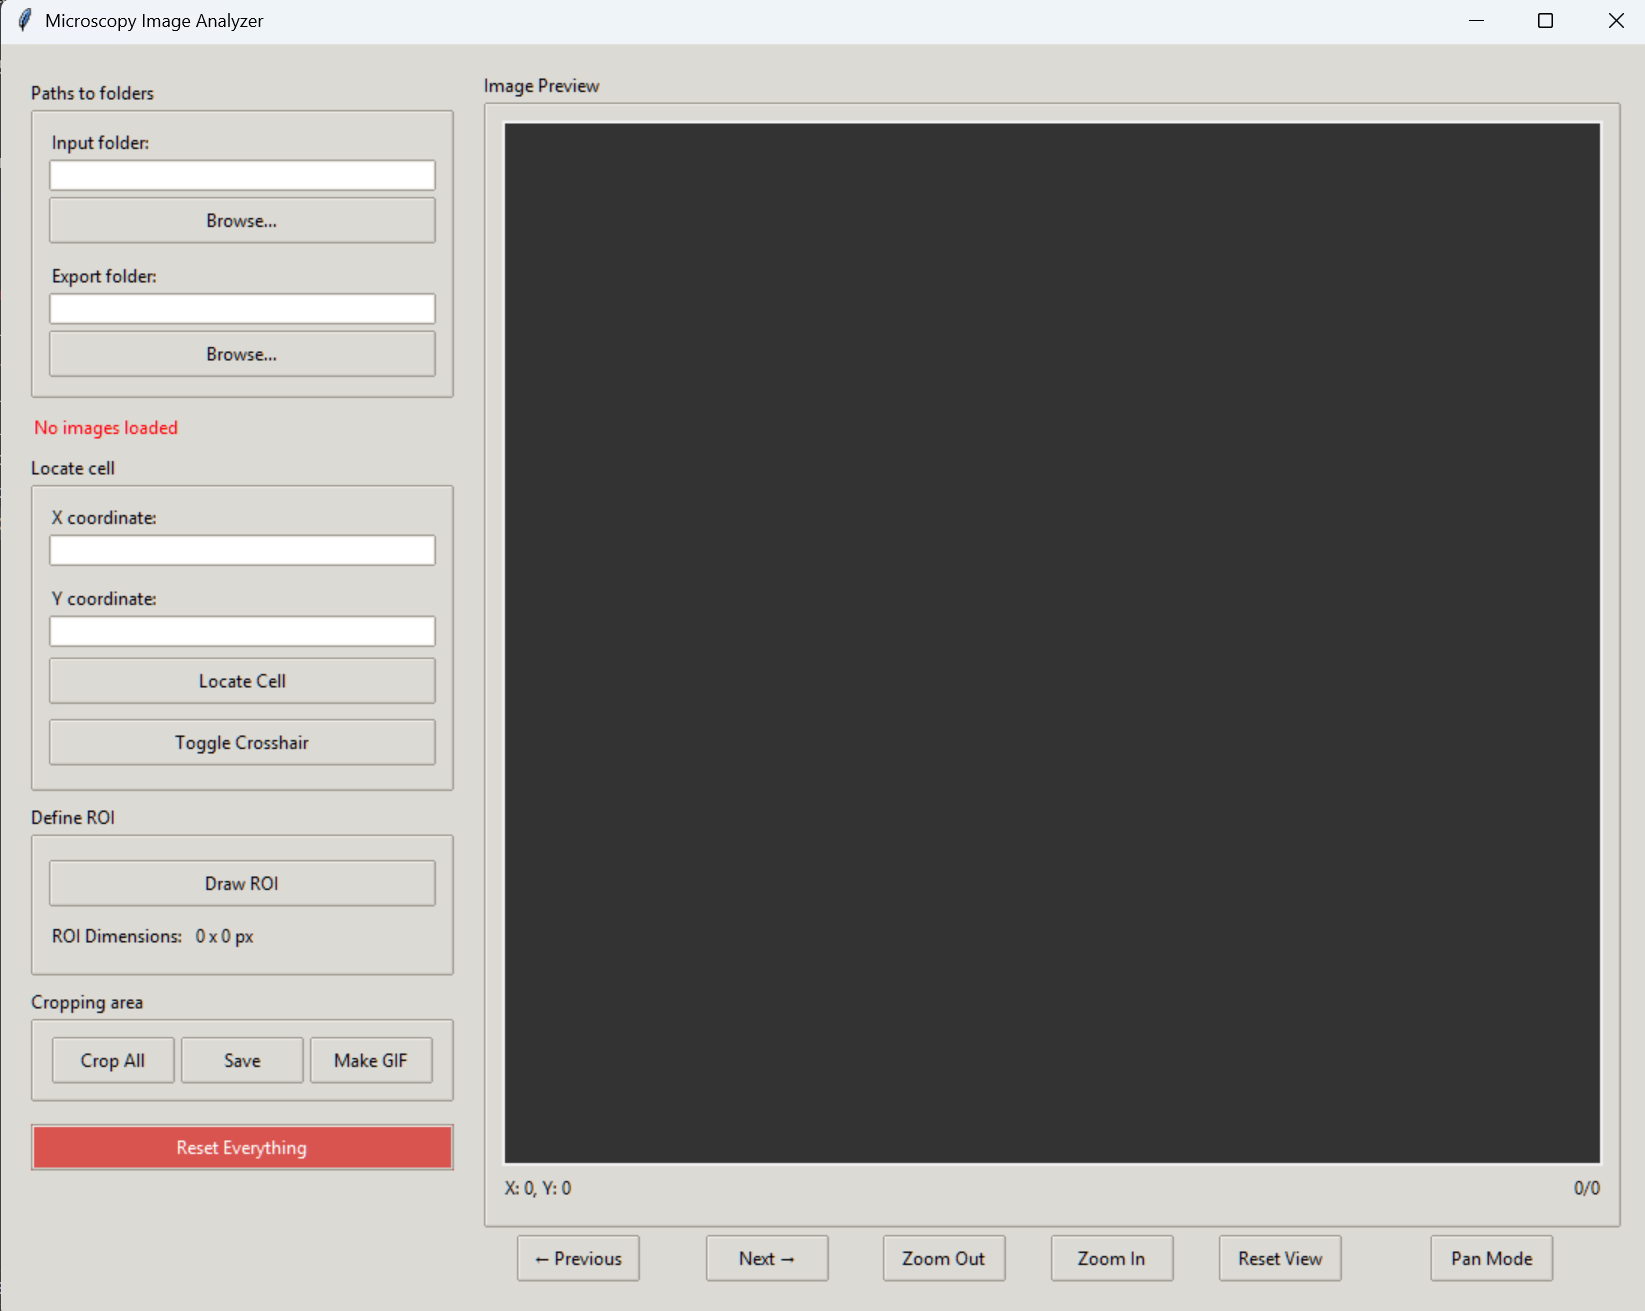 Microscopy Image Analyzer
Paths to folders
Input folder:
Browse...
Export folder:
Browse...
No images loaded
Locate cell
X coordinate:
Y coordinate:
Locate Cell
Toggle Crosshair
Define ROI
Draw ROI
ROI Dimensions: 0 x 0 px
Cropping area
Crop All Save Make GIF
Reset Everything
Image Preview
X: 0, Y: 0 0/0
← Previous Next → Zoom Out Zoom In Reset View Pan Mode